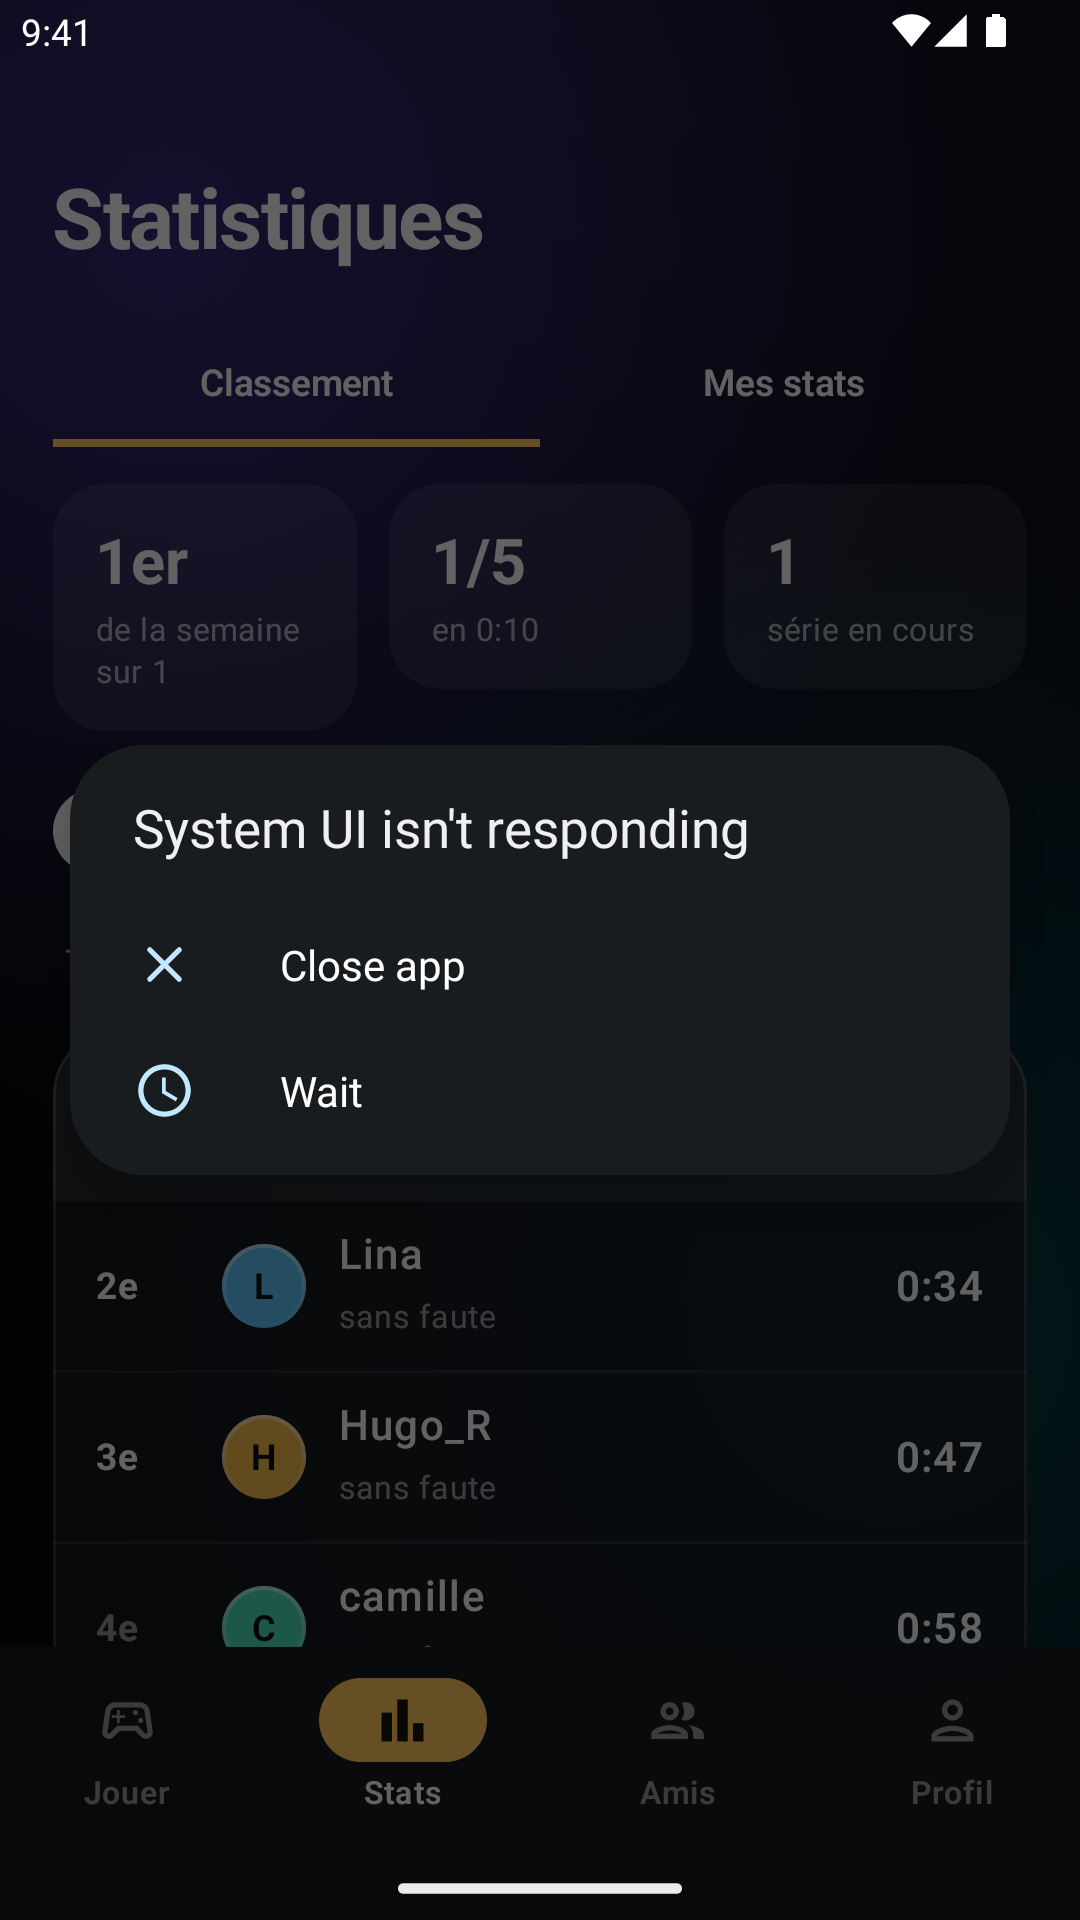 9:41
Statistiques
Classement
Mes stats
1er
de la semaine
sur 1
1/5
en 0:10
1
série en cours
System UI isn't responding
Close app
Wait
2e
L
Lina
sans faute
0:34
3e
H
Hugo_R
sans faute
0:47
4e
C
camille
0:58
Jouer
Stats
Amis
Profil